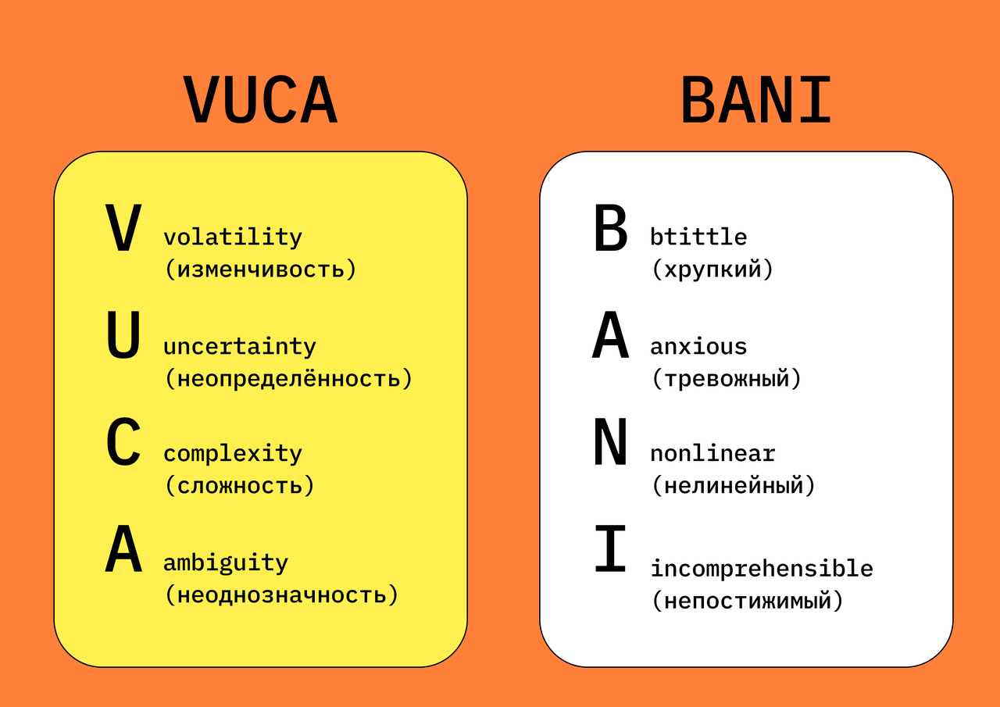 VUCA
V
volatility
(изменчивость)
U
uncertainty
(неопределённость)
C
complexity
(сложность)
A
ambiguity
(неоднозначность)
BANI
B
btittle
(хрупкий)
A
anxious
(тревожный)
N
nonlinear
(нелинейный)
I
incomprehensible
(непостижимый)